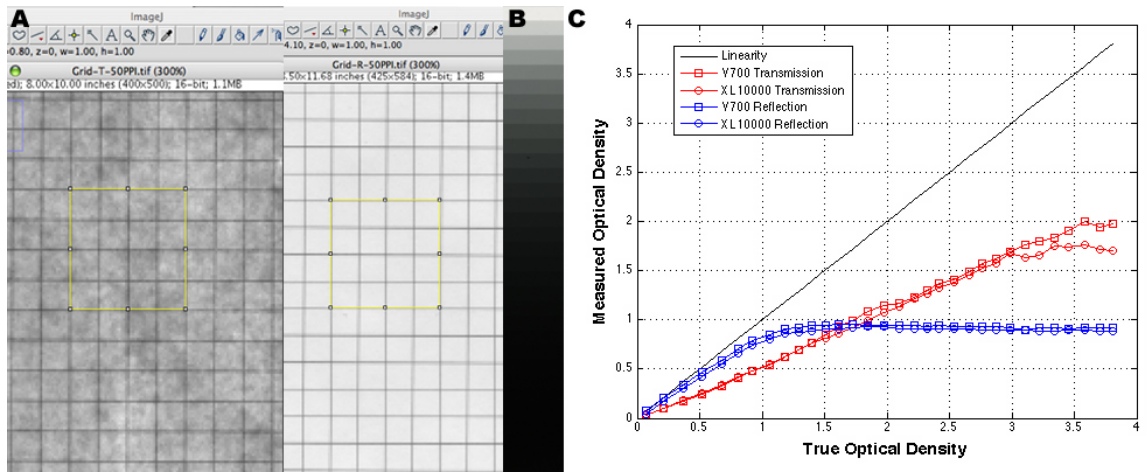 A
ImageJ
0.80, z=0, w=1.00, h=1.00
Grid-T-50PPI.tif (300%)
ed); 8.00x10.00 inches (400x500); 16-bit; 1.1MB
ImageJ
4.10, z=0, w=1.00, h=1.00
Grid-R-50PPI.tif (300%)
.50x11.68 inches (425x584); 16-bit; 1.4MB
B
C
Measured Optical Density
4
3.5
3
2.5
2
1.5
1
0.5
0
Linearity
V700 Transmission
XL10000 Transmission
V700 Reflection
XL10000 Reflection
0 0.5 1 1.5 2 2.5 3 3.5 4
True Optical Density